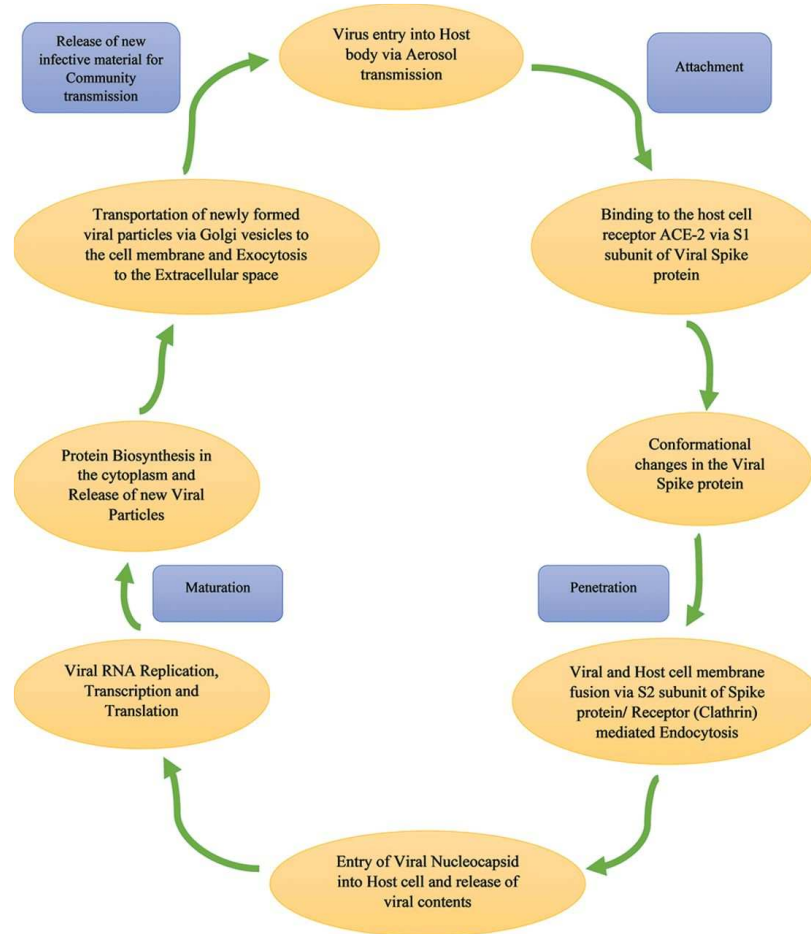 Virus entry into Host
body via Aerosol
transmission
Attachment
Binding to the host cell
receptor ACE-2 via S1
subunit of Viral Spike
protein
Conformational
changes in the Viral
Spike protein
Penetration
Viral and Host cell membrane
fusion via S2 subunit of Spike
protein/ Receptor (Clathrin)
mediated Endocytosis
Entry of Viral Nucleocapsid
into Host cell and release of
viral contents
Viral RNA Replication,
Transcription and
Translation
Maturation
Protein Biosynthesis in
the cytoplasm and
Release of new Viral
Particles
Transportation of newly formed
viral particles via Golgi vesicles to
the cell membrane and Exocytosis
to the Extracellular space
Release of new
infective material for
Community
transmission